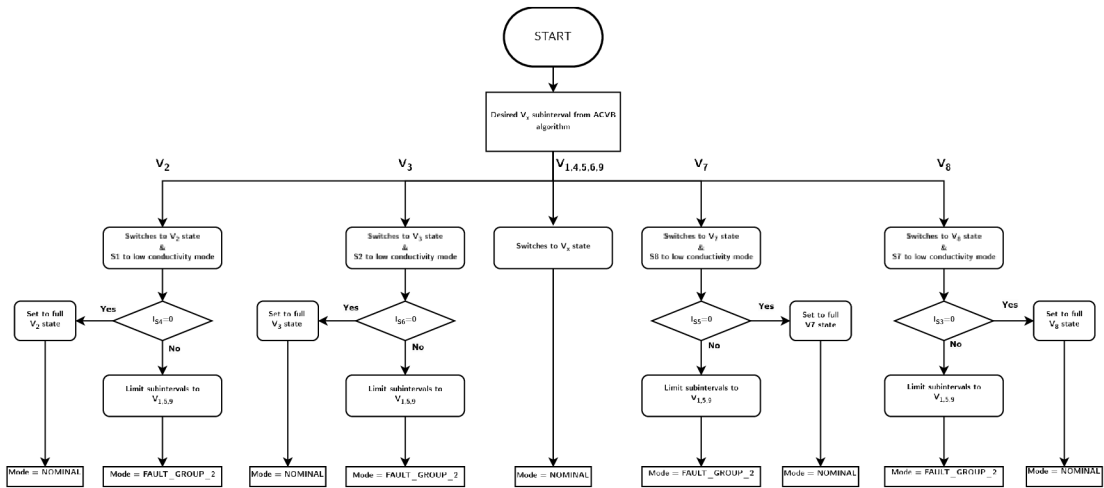 START
Desired Vx subinterval from ACVB
algorithm
V2
V3
V1,4,5,6,9
V7
V8
Switches to V2 state
&
S1 to low conductivity mode
Switches to V3 state
&
S2 to low conductivity mode
Switches to Vx state
Switches to V7 state
&
S8 to low conductivity mode
Switches to V8 state
&
S7 to low conductivity mode
Set to full
V2 state
Yes
IS4=0
No
Set to full
V3 state
Yes
IS6=0
No
IS5=0
Yes
No
Set to full
V7 state
IS3=0
Yes
No
Set to full
V8 state
Limit subintervals to
Limit subintervals to
Limit subintervals to
V1,5,9
Limit subintervals to
V1,5,9
Mode = NOMINAL
Mode = FAULT_GROUP_2
Mode = NOMINAL
Mode = FAULT_GROUP_2
Mode = NOMINAL
Mode = FAULT_GROUP_2
Mode = NOMINAL
Mode = FAULT_GROUP_2
Mode = NOMINAL